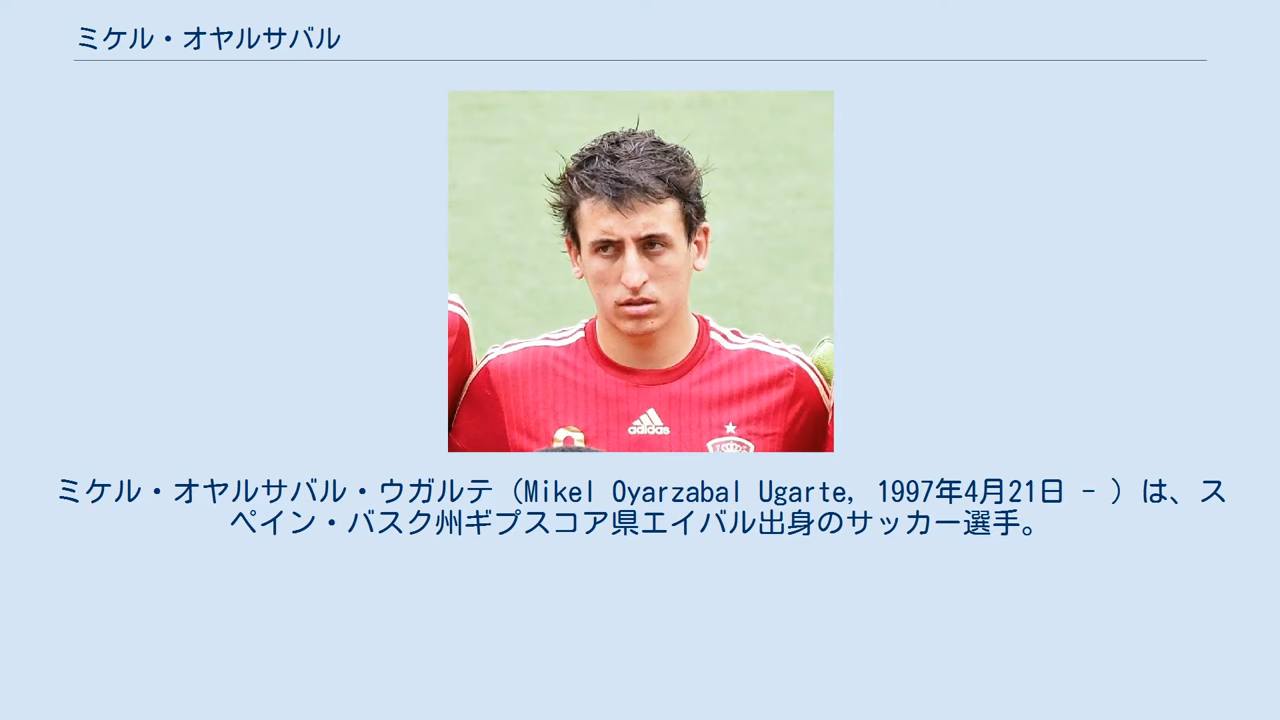 ミケル・オヤルサバル
adidas
ミケル・オヤルサバル・ウガルテ（Mikel Oyarzabal Ugarte, 1997年4月21日 - ）は、ス
ペイン・バスク州ギプスコア県エイバル出身のサッカー選手。